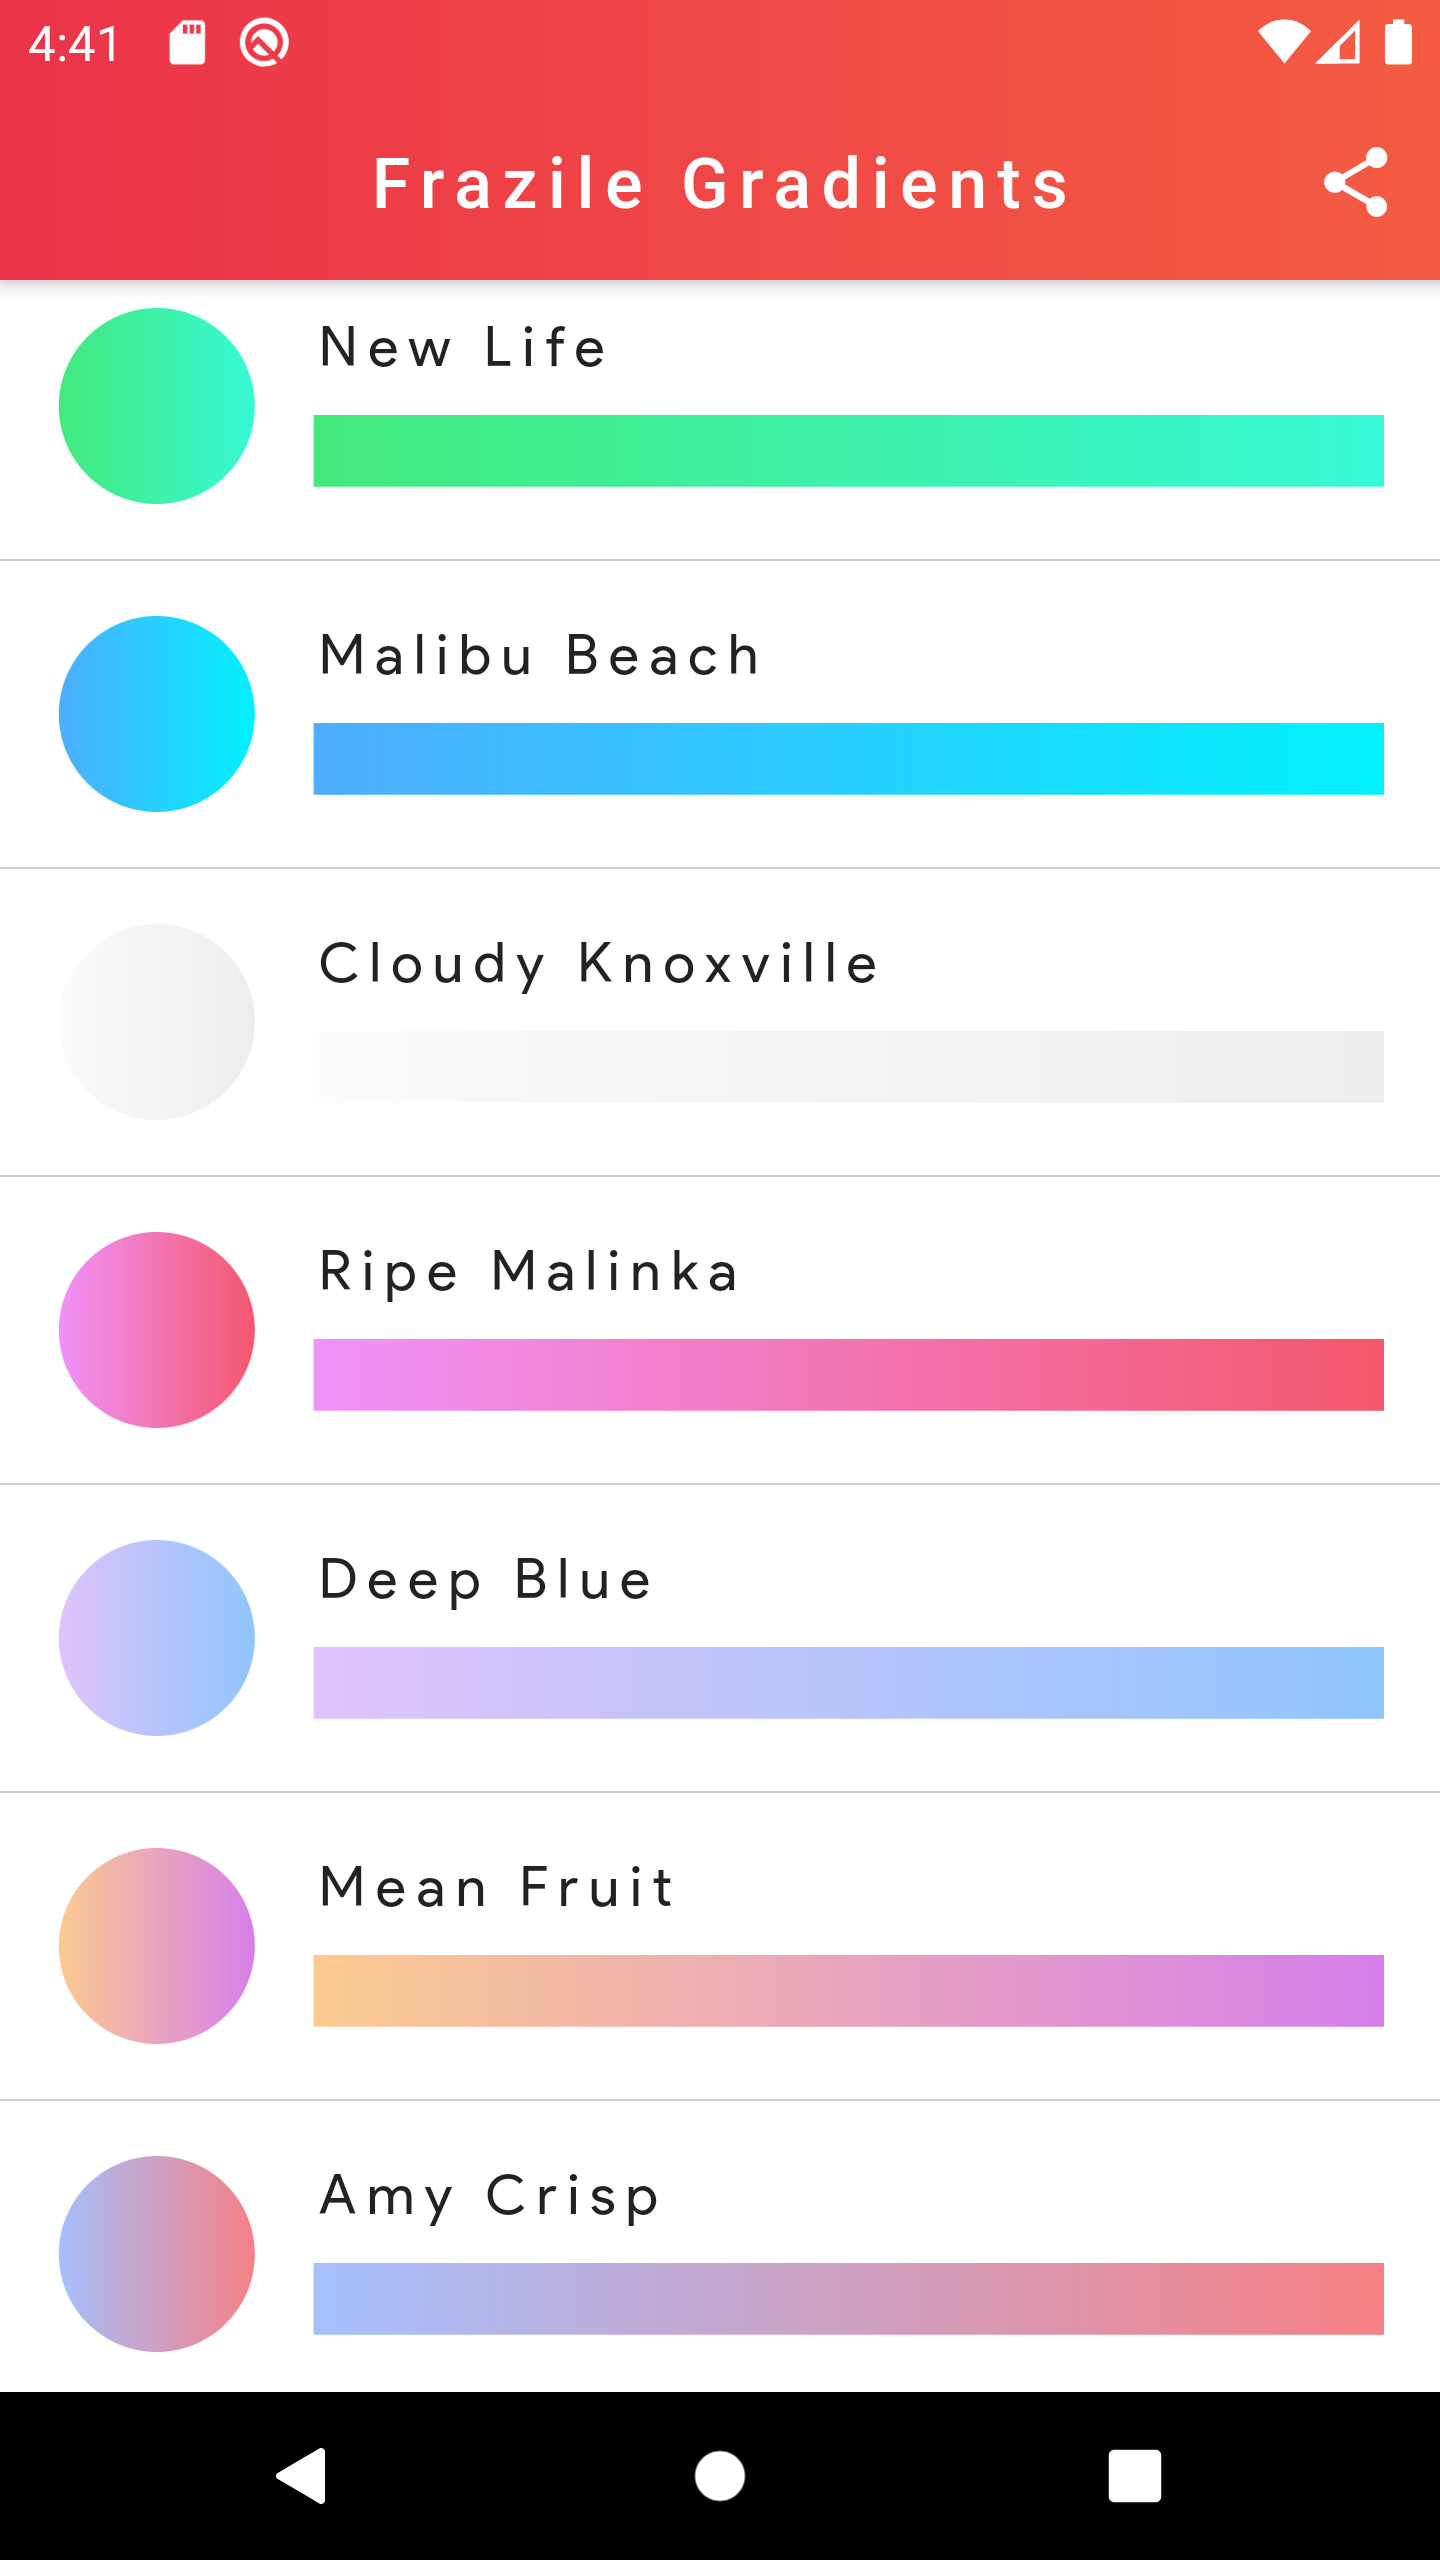 4:41
Frazile Gradients
New Life
Malibu Beach
Cloudy Knoxville
Ripe Malinka
Deep Blue
Mean Fruit
Amy Crisp